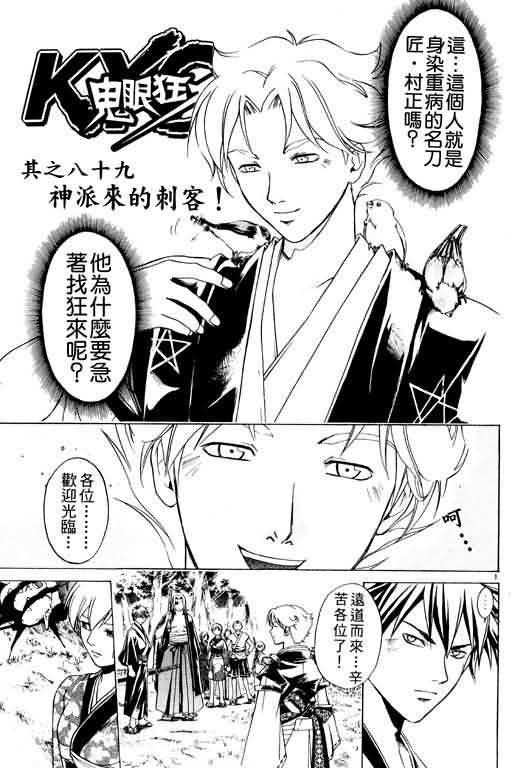 這…這個人就是
身染重病的名刀
匠．村正嗎？
KYO
鬼眼狂刀
其之八十九
神派來的刺客！
他為什麼要急
著找狂來呢？
各位………
歡迎光臨…
呵…
1
……
遠道而來…辛
苦各位了！